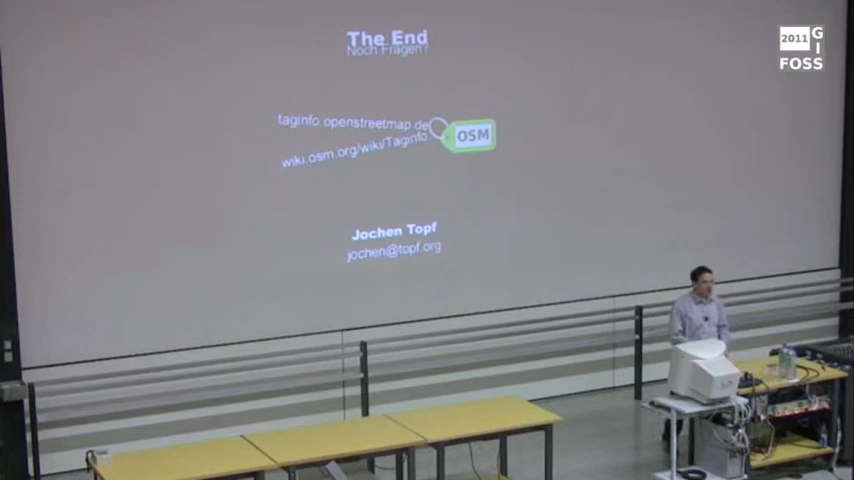 The End
Noch Fragen?
taginfo.openstreetmap.de
wiki.osm.org/wiki/Taginfo
OSM
Jochen Topf
jochen@topf.org
2011
GI
FOSS